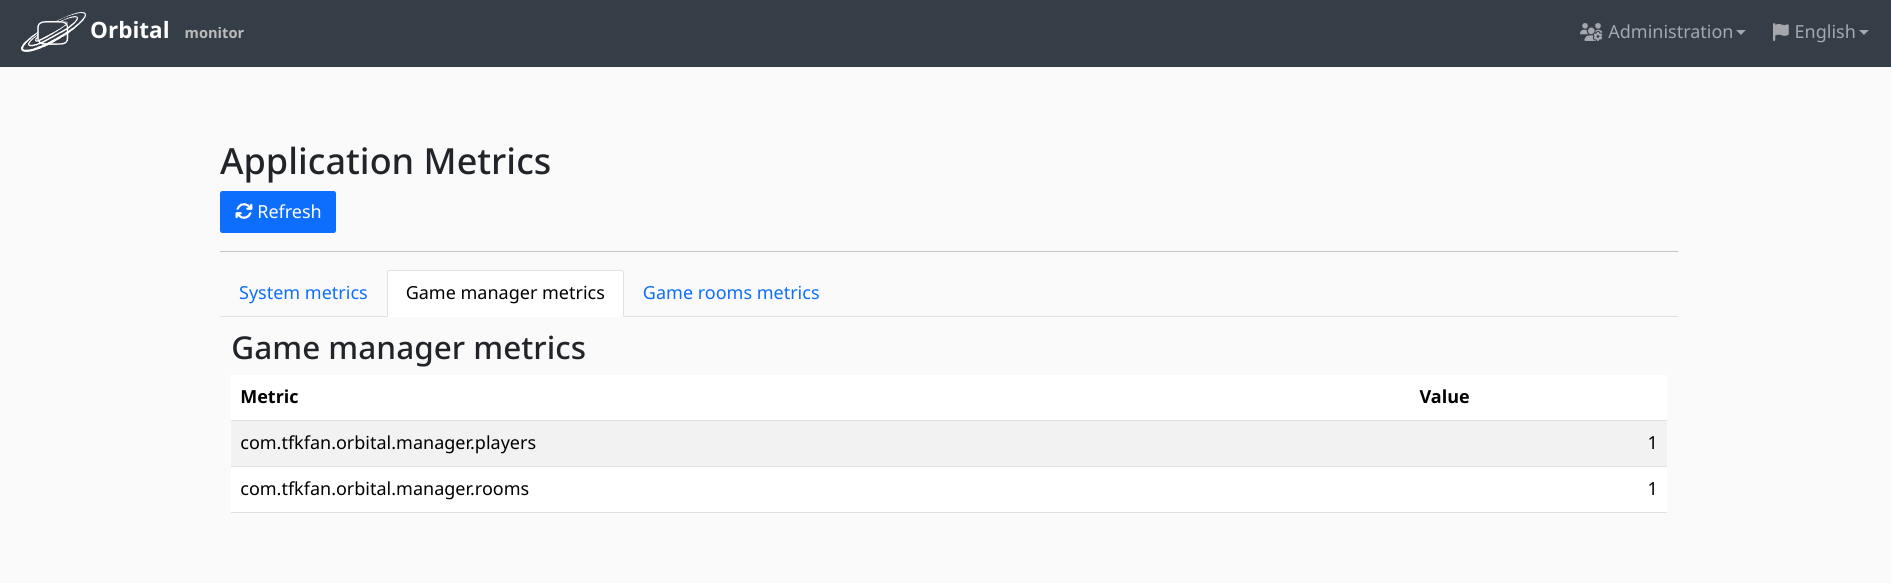 Orbital monitor Administration English
Application Metrics
Refresh
System metrics Game manager metrics Game rooms metrics
Game manager metrics
Metric Value
com.tfkfan.orbital.manager.players 1
com.tfkfan.orbital.manager.rooms 1